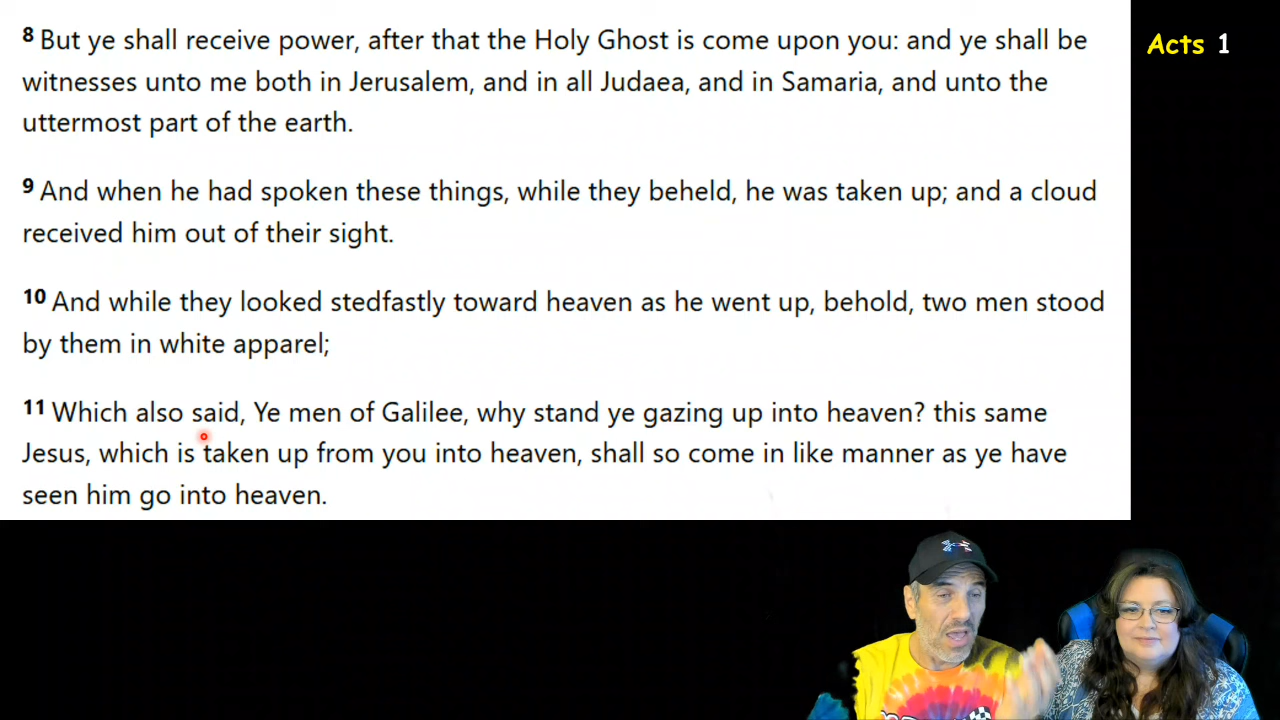 8 But ye shall receive power, after that the Holy Ghost is come upon you: and ye shall be
witnesses unto me both in Jerusalem, and in all Judaea, and in Samaria, and unto the
uttermost part of the earth.
9 And when he had spoken these things, while they beheld, he was taken up; and a cloud
received him out of their sight.
10 And while they looked stedfastly toward heaven as he went up, behold, two men stood
by them in white apparel;
11 Which also said, Ye men of Galilee, why stand ye gazing up into heaven? this same
Jesus, which is taken up from you into heaven, shall so come in like manner as ye have
seen him go into heaven.
Acts 1